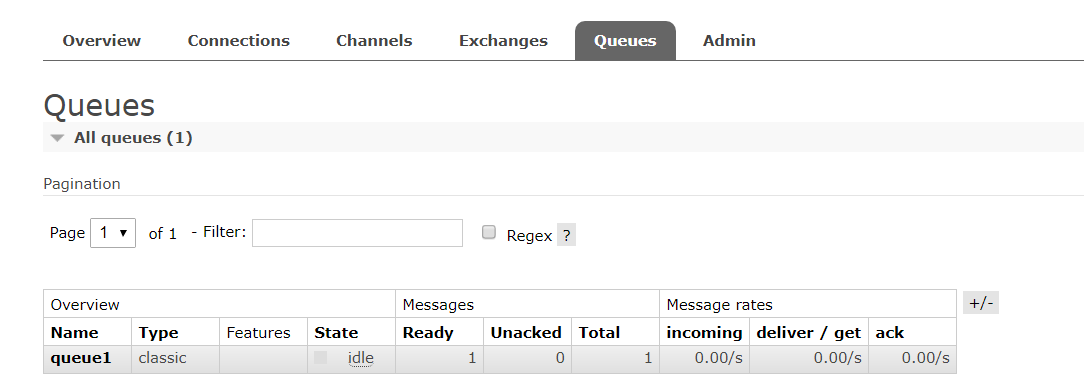 Overview Connections Channels Exchanges Queues Admin
Queues
All queues (1)
Pagination
Page 1 of 1 - Filter: Regex ?
Overview Messages Message rates +/-
Name Type Features State Ready Unacked Total incoming deliver / get ack
queue1 classic idle 1 0 1 0.00/s 0.00/s 0.00/s